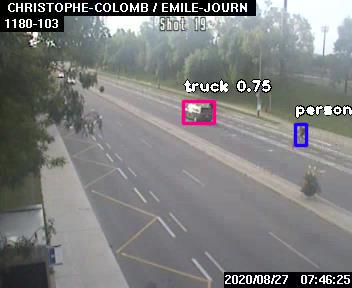 CHRISTOPHE-COLOMB / EMILE-JOURN
1180-103
Shot 19
truck 0.75
person
2020/08/27 07:46:25